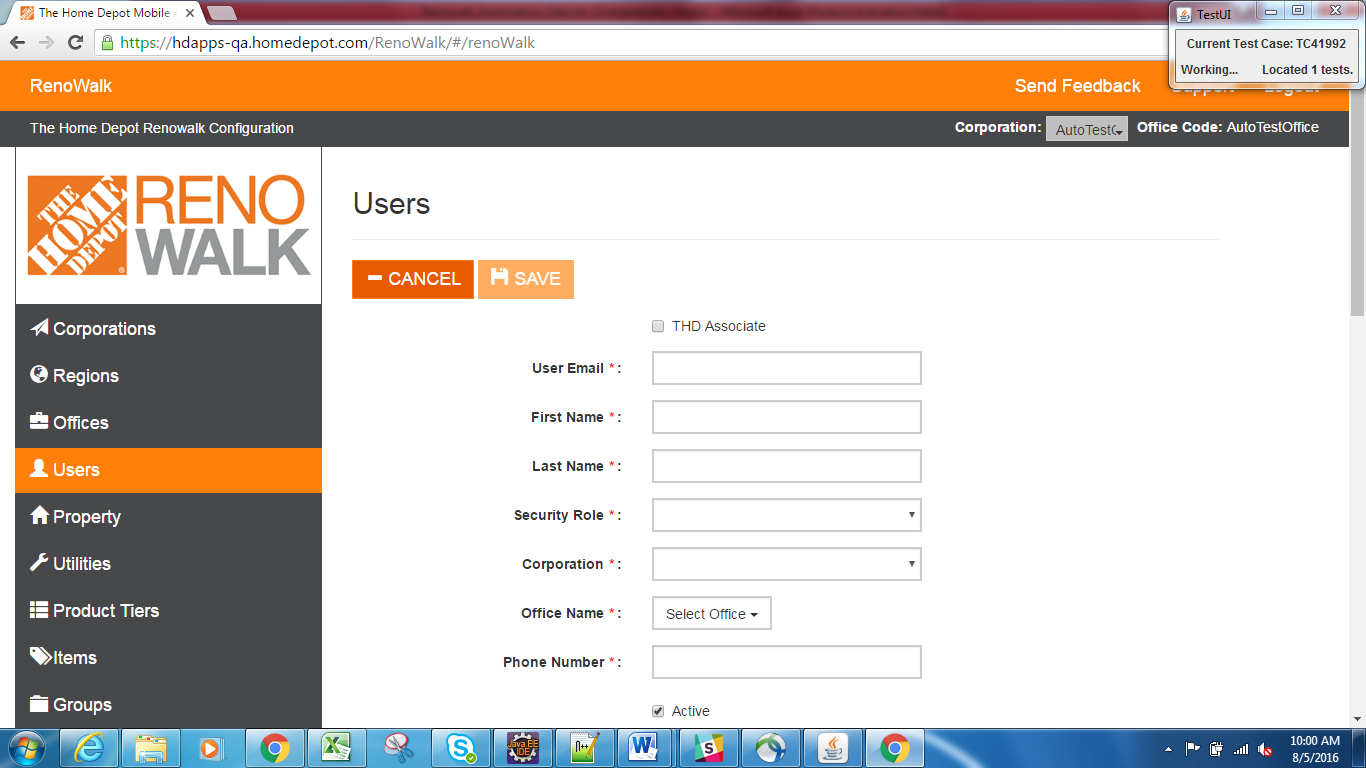 The Home Depot Mobile
TestUI
https://hdapps-qa.homedepot.com/RenoWalk/#/renoWalk
Current Test Case: TC41992
Working... Located 1 tests.
RenoWalk
Send Feedback Support Logout
The Home Depot Renowalk Configuration
Corporation: AutoTestC Office Code: AutoTestOffice
THE HOME DEPOT
RENO
WALK
Users
CANCEL SAVE
Corporations
Regions
Offices
Users
Property
Utilities
Product Tiers
Items
Groups
THD Associate
User Email * :
First Name * :
Last Name * :
Security Role * :
Corporation * :
Office Name * : Select Office
Phone Number * :
Active
Java EE
IDE
n++
10:00 AM
8/5/2016